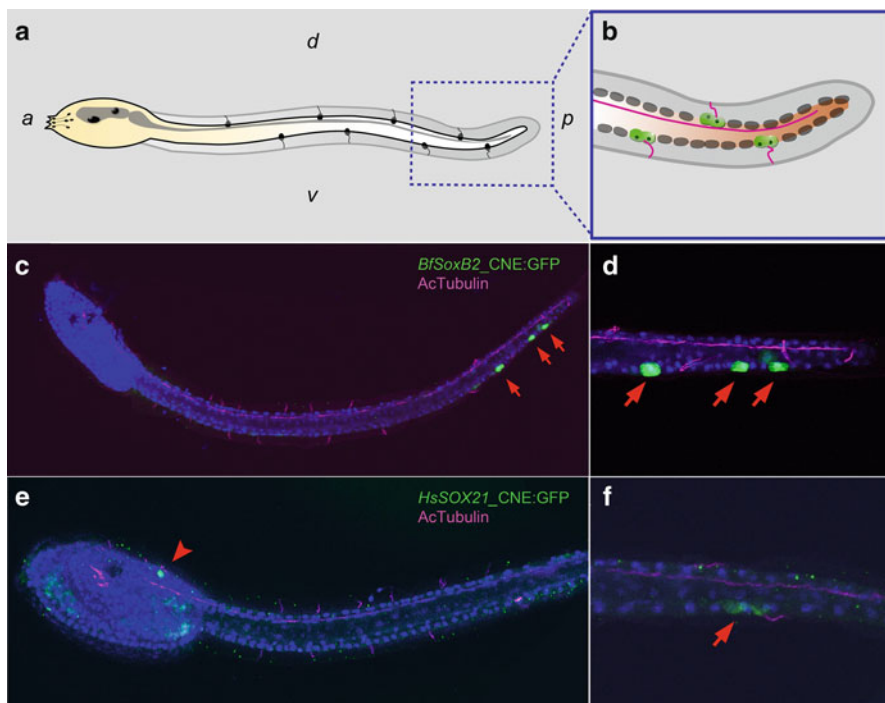 a
d
a
p
v
b
c
BfSoxB2_CNE:GFP
AcTubulin
d
e
HsSOX21_CNE:GFP
AcTubulin
f